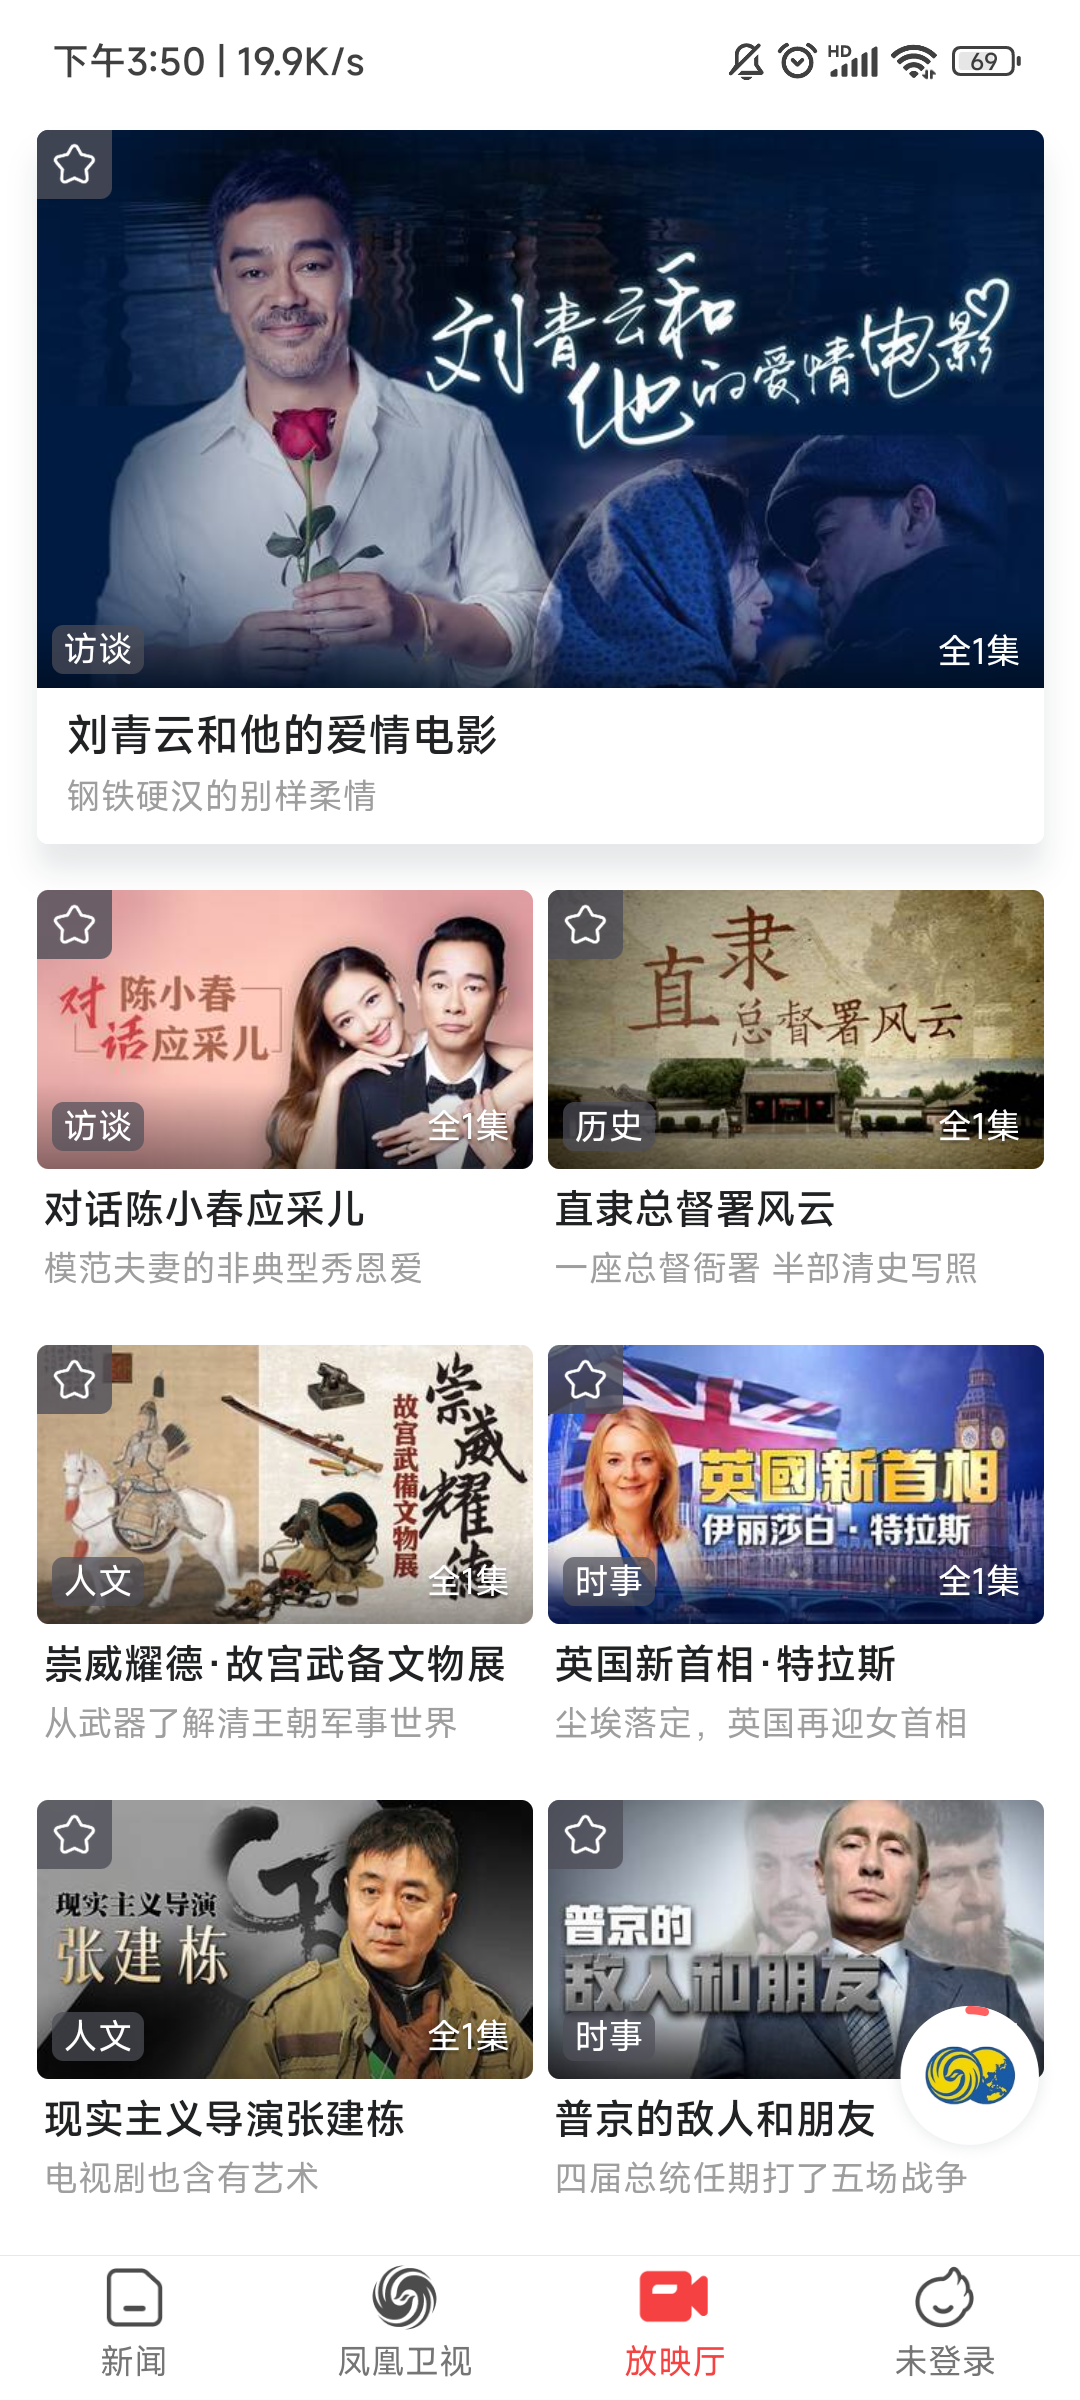 下午3:50 | 19.9K/s
HD
69
刘青云和
他的爱情电影
访谈
全1集
刘青云和他的爱情电影
钢铁硬汉的别样柔情
对话
陈小春
应采儿
访谈
全1集
直隶
总督署风云
历史
全1集
对话陈小春应采儿
模范夫妻的非典型秀恩爱
直隶总督署风云
一座总督衙署 半部清史写照
崇威耀德
故宫武備文物展
人文
全1集
英國新首相
伊丽莎白·特拉斯
时事
全1集
崇威耀德·故宫武备文物展
从武器了解清王朝军事世界
英国新首相·特拉斯
尘埃落定，英国再迎女首相
现实主义导演
张建栋
人文
全1集
普京的
敌人和朋友
时事
现实主义导演张建栋
电视剧也含有艺术
普京的敌人和朋友
四届总统任期打了五场战争
新闻
凤凰卫视
放映厅
未登录